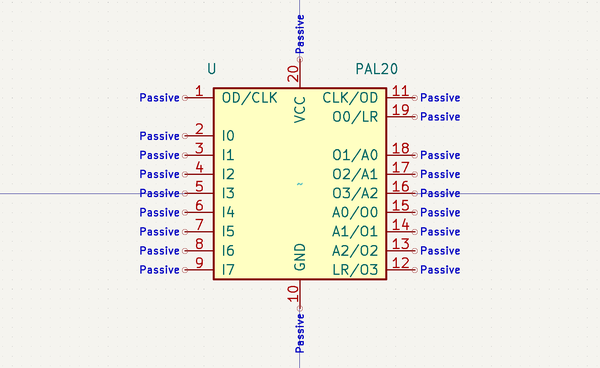 Passive
U
PAL20
20
Passive 1 OD/CLK VCC CLK/OD 11 Passive
O0/LR 19 Passive
Passive 2 I0
Passive 3 I1 O1/A0 18 Passive
Passive 4 I2 O2/A1 17 Passive
Passive 5 I3 ~ O3/A2 16 Passive
Passive 6 I4 A0/O0 15 Passive
Passive 7 I5 A1/O1 14 Passive
Passive 8 I6 GND A2/O2 13 Passive
Passive 9 I7 LR/O3 12 Passive
10
Passive